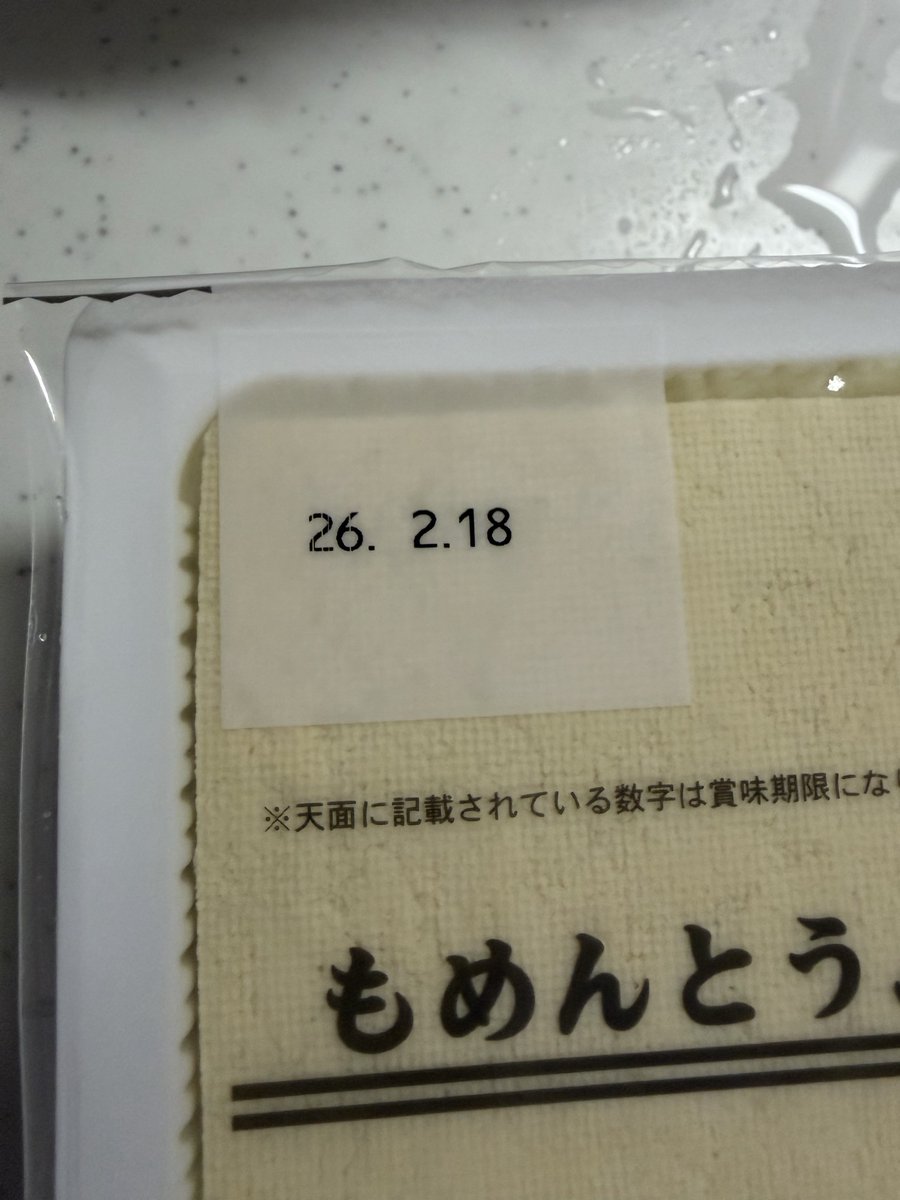 26. 2.18
※天面に記載されている数字は賞味期限にな
もめんとう